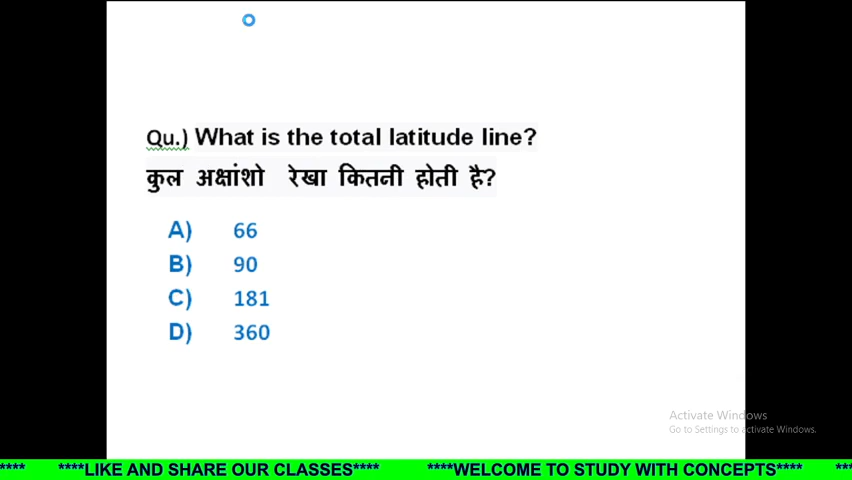 Qu.) What is the total latitude line?
कुल अक्षांशो रेखा कितनी होती है?
A) 66
B) 90
C) 181
D) 360
Activate Windows
Go to Settings to activate Windows.
**** ****LIKE AND SHARE OUR CLASSES**** ****WELCOME TO STUDY WITH CONCEPTS**** **